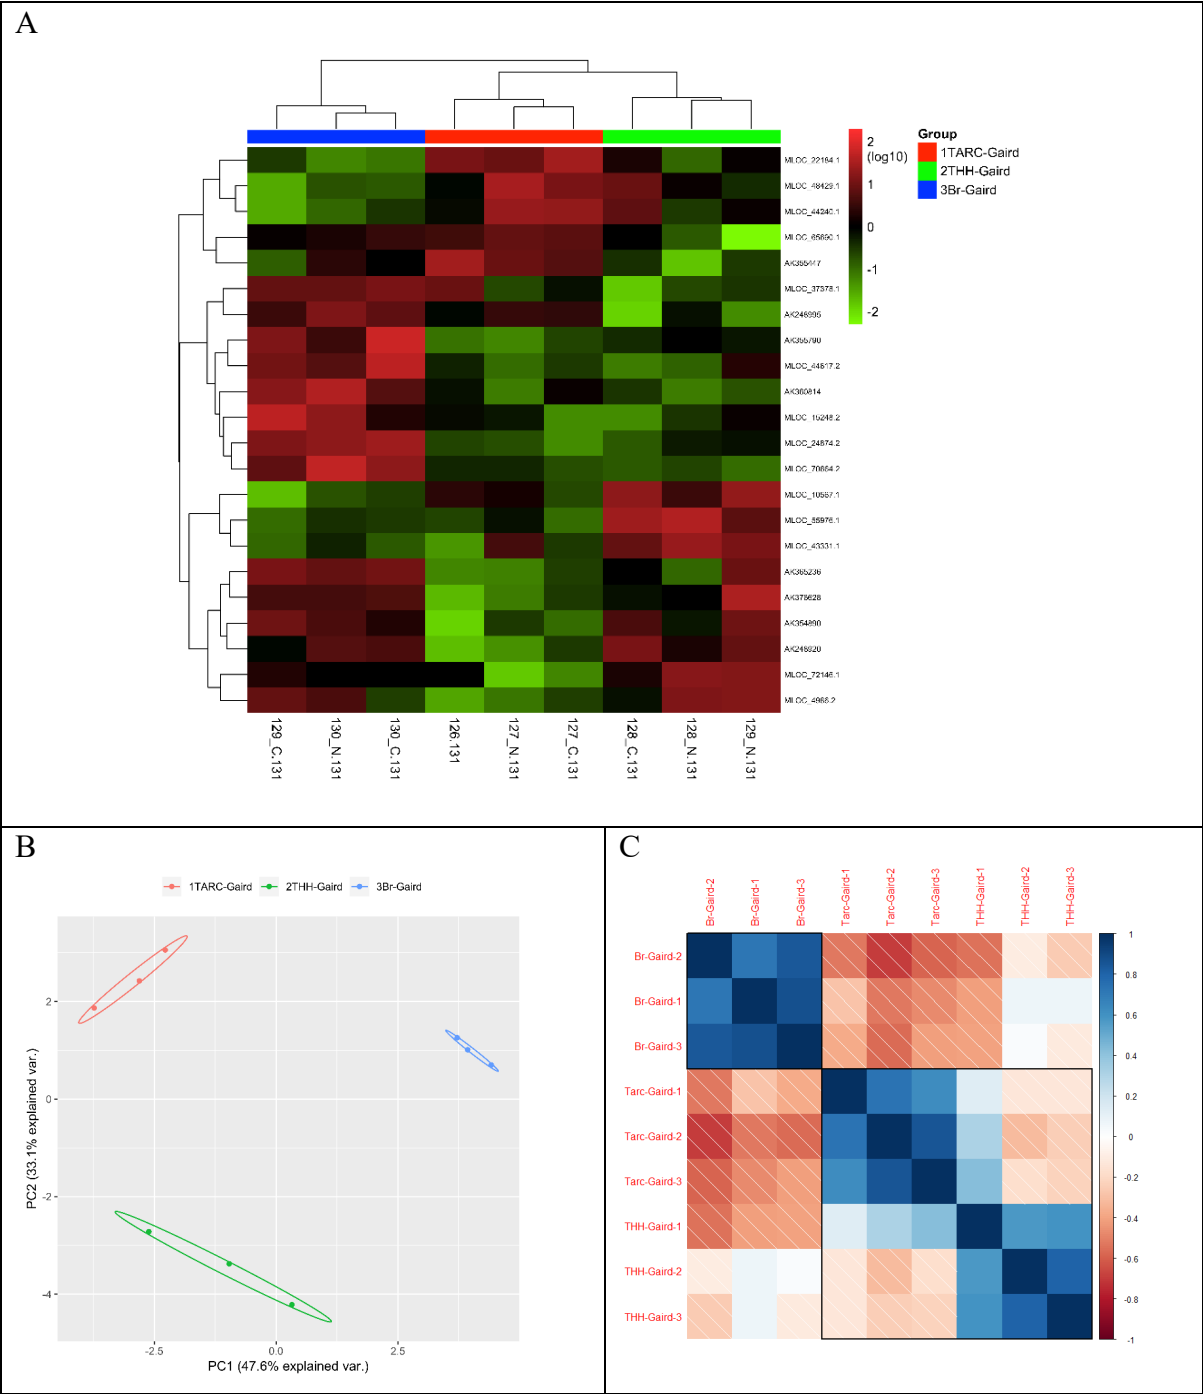 A
2
(log10)
1
0
-1
-2
Group
1TARC-Gaird
2THH-Gaird
3Br-Gaird
MLOC_22194.1
MLOC_48429.1
MLOC_44240.1
MLOC_65690.1
AK355447
MLOC_37378.1
AK248995
AK355790
MLOC_44617.2
AK360814
MLOC_15248.2
MLOC_24874.2
MLOC_70864.2
MLOC_10567.1
MLOC_55976.1
MLOC_43331.1
AK365236
AK378628
AK354890
AK248920
MLOC_72146.1
MLOC_4966.2
129_C.131
130_N.131
130_C.131
126.131
127_N.131
127_C.131
128_C.131
128_N.131
129_N.131
B
1TARC-Gaird 2THH-Gaird 3Br-Gaird
PC2 (33.1% explained var.)
2
0
-2
-4
-2.5 0.0 2.5
PC1 (47.6% explained var.)
C
Br-Gaird-2
Br-Gaird-1
Br-Gaird-3
Tarc-Gaird-1
Tarc-Gaird-2
Tarc-Gaird-3
THH-Gaird-1
THH-Gaird-2
THH-Gaird-3
Br-Gaird-2
Br-Gaird-1
Br-Gaird-3
Tarc-Gaird-1
Tarc-Gaird-2
Tarc-Gaird-3
THH-Gaird-1
THH-Gaird-2
THH-Gaird-3
1
0.8
0.6
0.4
0.2
0
-0.2
-0.4
-0.6
-0.8
-1